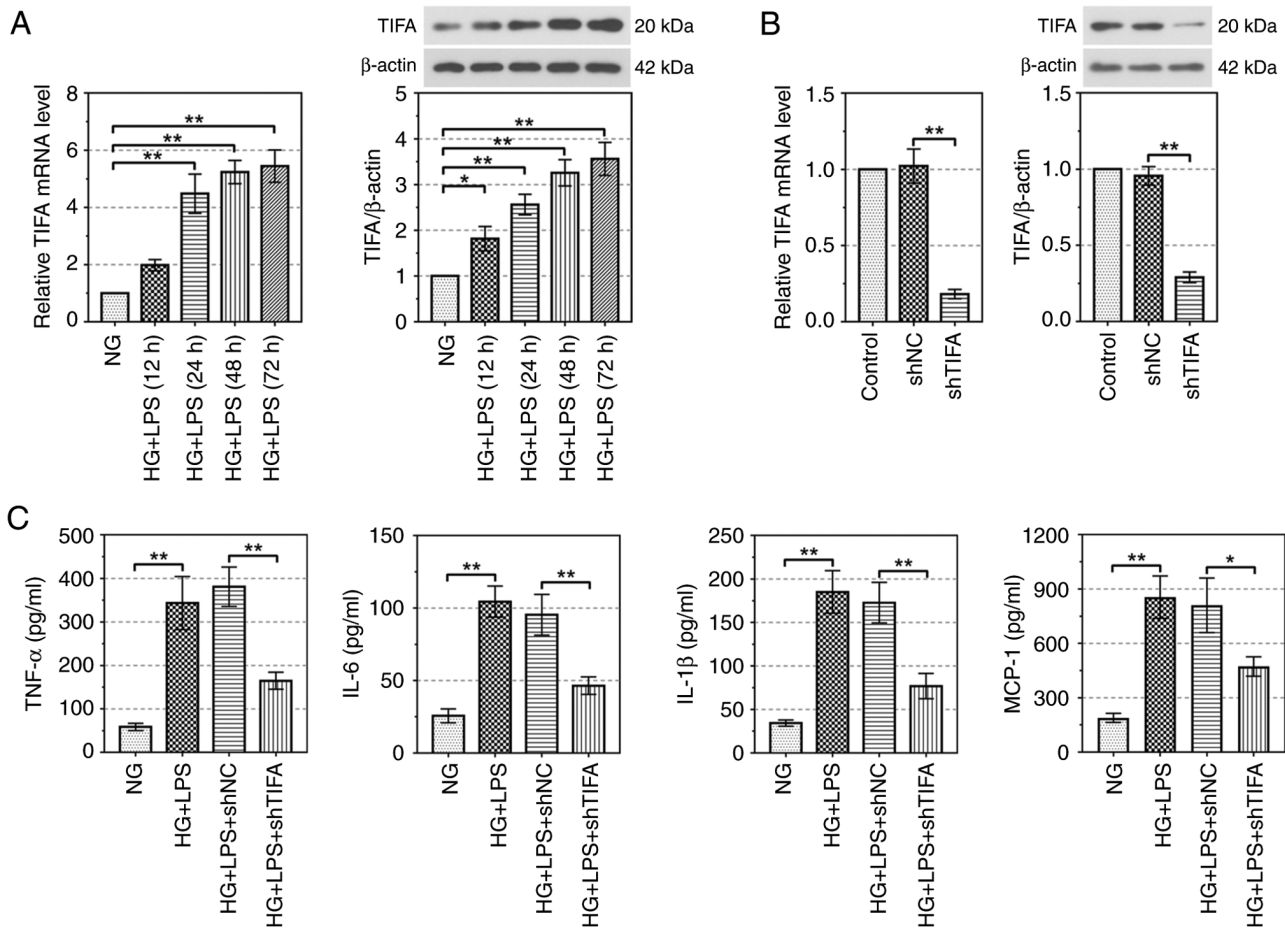 A
TIFA
20 kDa
β-actin
42 kDa
Relative TIFA mRNA level
8
6
4
2
0
**
**
**
NG
HG+LPS (12 h)
HG+LPS (24 h)
HG+LPS (48 h)
HG+LPS (72 h)
TIFA/β-actin
5
4
3
2
1
0
**
**
**
*
NG
HG+LPS (12 h)
HG+LPS (24 h)
HG+LPS (48 h)
HG+LPS (72 h)
B
TIFA
20 kDa
β-actin
42 kDa
Relative TIFA mRNA level
1.5
1.0
0.5
0.0
**
Control
shNC
shTIFA
TIFA/β-actin
1.5
1.0
0.5
0.0
**
Control
shNC
shTIFA
C
TNF-α (pg/ml)
500
400
300
200
100
0
**
**
NG
HG+LPS
HG+LPS+shNC
HG+LPS+shTIFA
IL-6 (pg/ml)
150
100
50
0
**
**
NG
HG+LPS
HG+LPS+shNC
HG+LPS+shTIFA
IL-1β (pg/ml)
250
200
150
100
50
0
**
**
NG
HG+LPS
HG+LPS+shNC
HG+LPS+shTIFA
MCP-1 (pg/ml)
1200
900
600
300
0
**
*
NG
HG+LPS
HG+LPS+shNC
HG+LPS+shTIFA